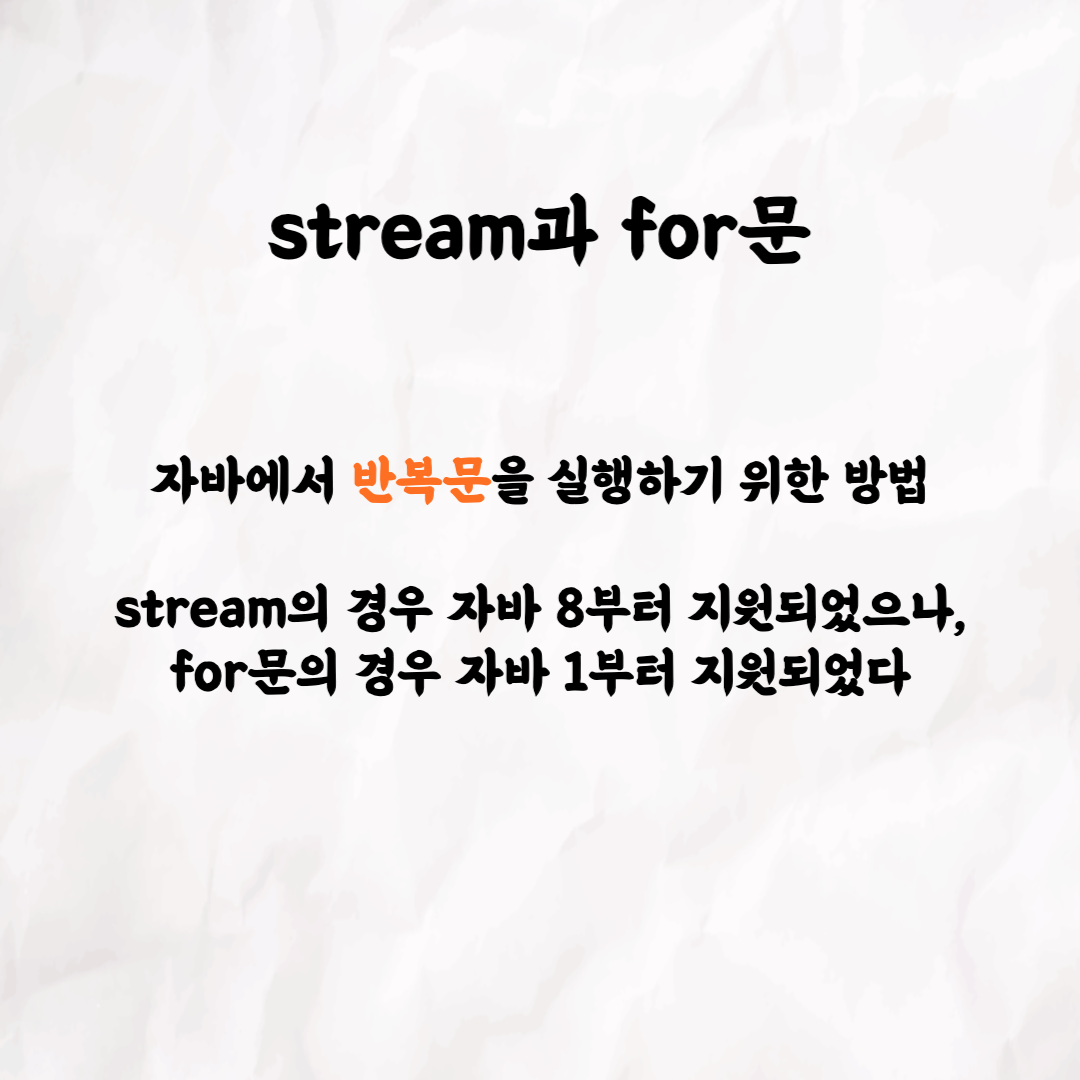 stream과 for문
자바에서 반복문을 실행하기 위한 방법
stream의 경우 자바 8부터 지원되었으나,
for문의 경우 자바 1부터 지원되었다